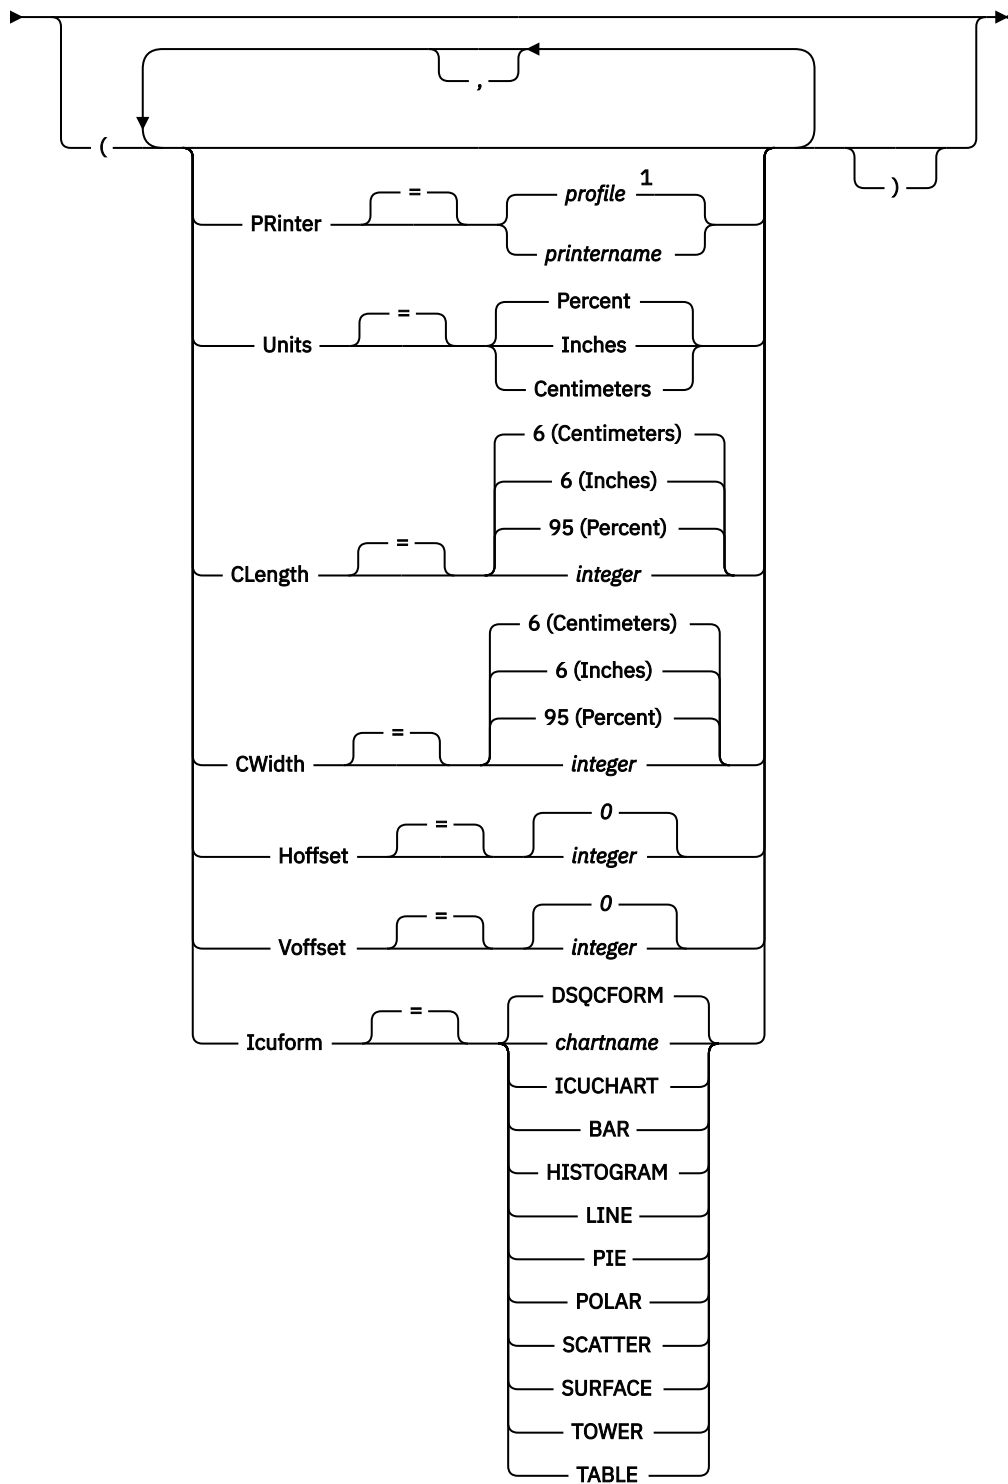 ,
(
)
PRinter = profile 1
printername
Units = Percent
Inches
Centimeters
6 (Centimeters)
6 (Inches)
95 (Percent)
CLength = integer
6 (Centimeters)
6 (Inches)
95 (Percent)
CWidth = integer
0
Hoffset = integer
0
Voffset = integer
DSQCFORM
Icuform = chartname
ICUCHART
BAR
HISTOGRAM
LINE
PIE
POLAR
SCATTER
SURFACE
TOWER
TABLE